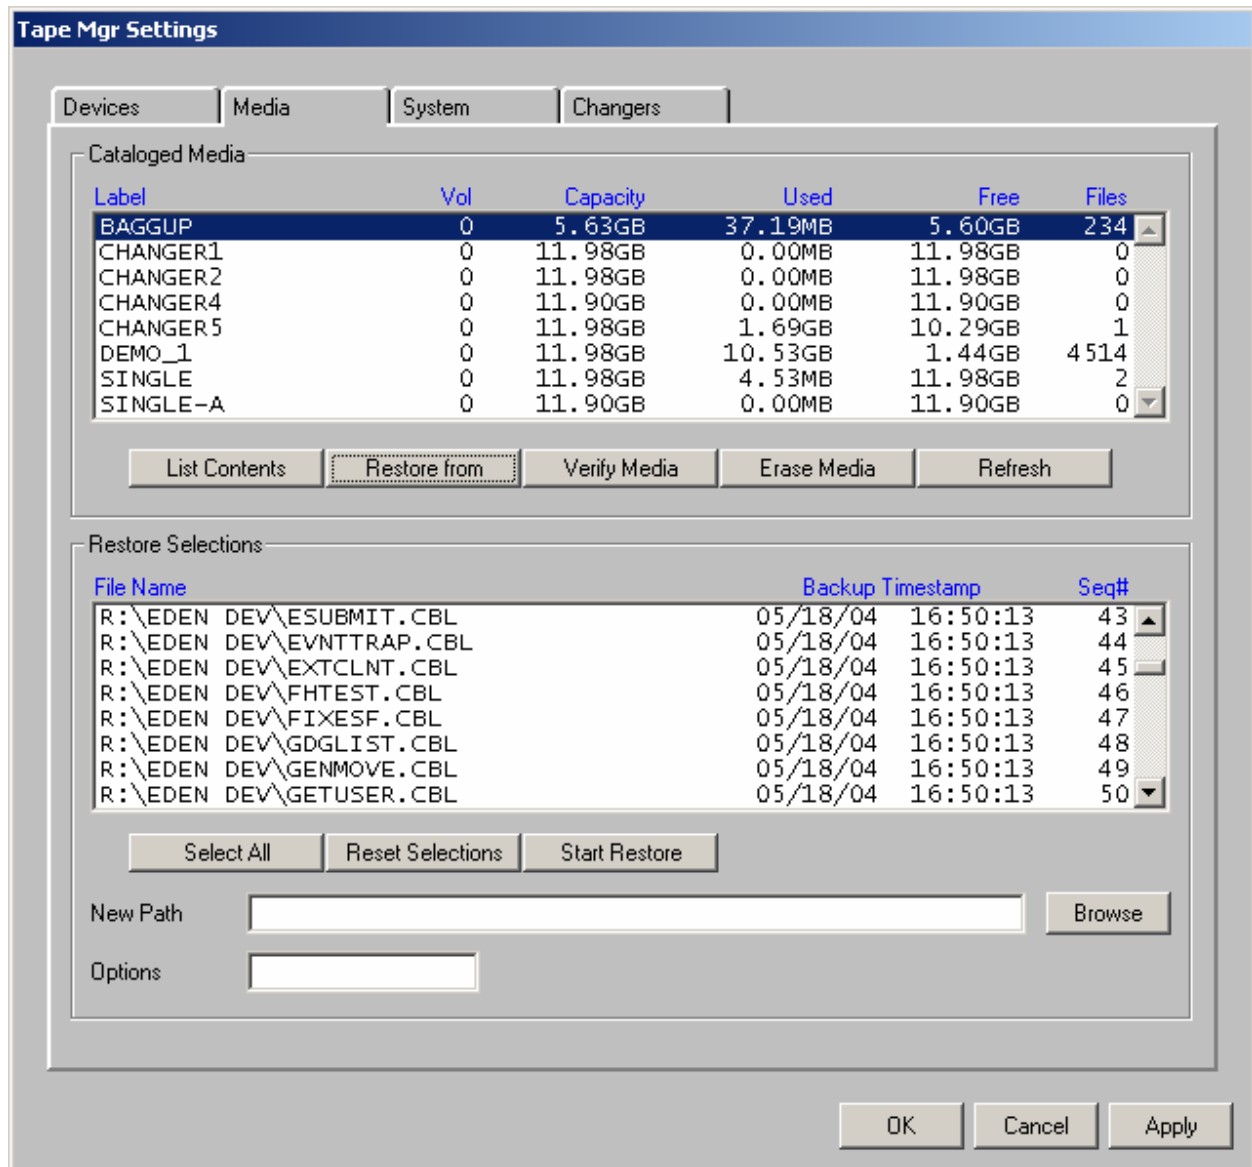 Tape Mgr Settings
Devices Media System Changers
Cataloged Media
Label Vol Capacity Used Free Files
BAGGUP 0 5.63GB 37.19MB 5.60GB 234
CHANGER1 0 11.98GB 0.00MB 11.98GB 0
CHANGER2 0 11.98GB 0.00MB 11.98GB 0
CHANGER4 0 11.90GB 0.00MB 11.90GB 0
CHANGER5 0 11.98GB 1.69GB 10.29GB 1
DEMO_1 0 11.98GB 10.53GB 1.44GB 4514
SINGLE 0 11.98GB 4.53MB 11.98GB 2
SINGLE-A 0 11.90GB 0.00MB 11.90GB 0
List Contents Restore from Verify Media Erase Media Refresh
Restore Selections
File Name Backup Timestamp Seq#
R:\EDEN DEV\ESUBMIT.CBL 05/18/04 16:50:13 43
R:\EDEN DEV\EVNTTRAP.CBL 05/18/04 16:50:13 44
R:\EDEN DEV\EXTCLNT.CBL 05/18/04 16:50:13 45
R:\EDEN DEV\FHTEST.CBL 05/18/04 16:50:13 46
R:\EDEN DEV\FIXESF.CBL 05/18/04 16:50:13 47
R:\EDEN DEV\GDGLIST.CBL 05/18/04 16:50:13 48
R:\EDEN DEV\GENMOVE.CBL 05/18/04 16:50:13 49
R:\EDEN DEV\GETUSER.CBL 05/18/04 16:50:13 50
Select All Reset Selections Start Restore
New Path Browse
Options
OK Cancel Apply